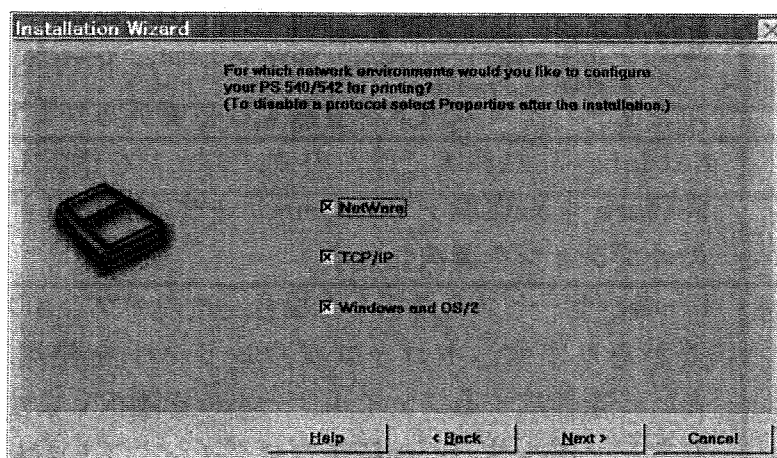 Installation Wizard
For which network environments would you like to configure
your PS 540/542 for printing?
(To disable a protocol select Properties after the installation.)
NetWare
TCP/IP
Windows and OS/2
Help
< Back
Next >
Cancel